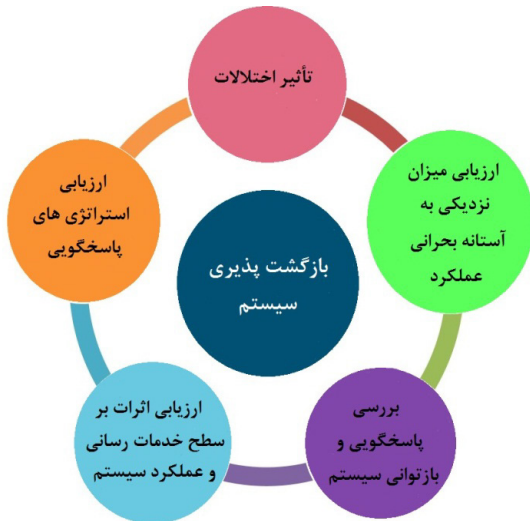 تأثیر اختلالات
ارزیابی میزان
نزدیکی به
آستانه بحرانی
عملکرد
بررسی
پاسخگویی و
بازتوانی سیستم
ارزیابی اثرات بر
سطح خدمات رسانی
و عملکرد سیستم
ارزیابی
استراتژی های
پاسخگویی
بازگشت پذیری
سیستم